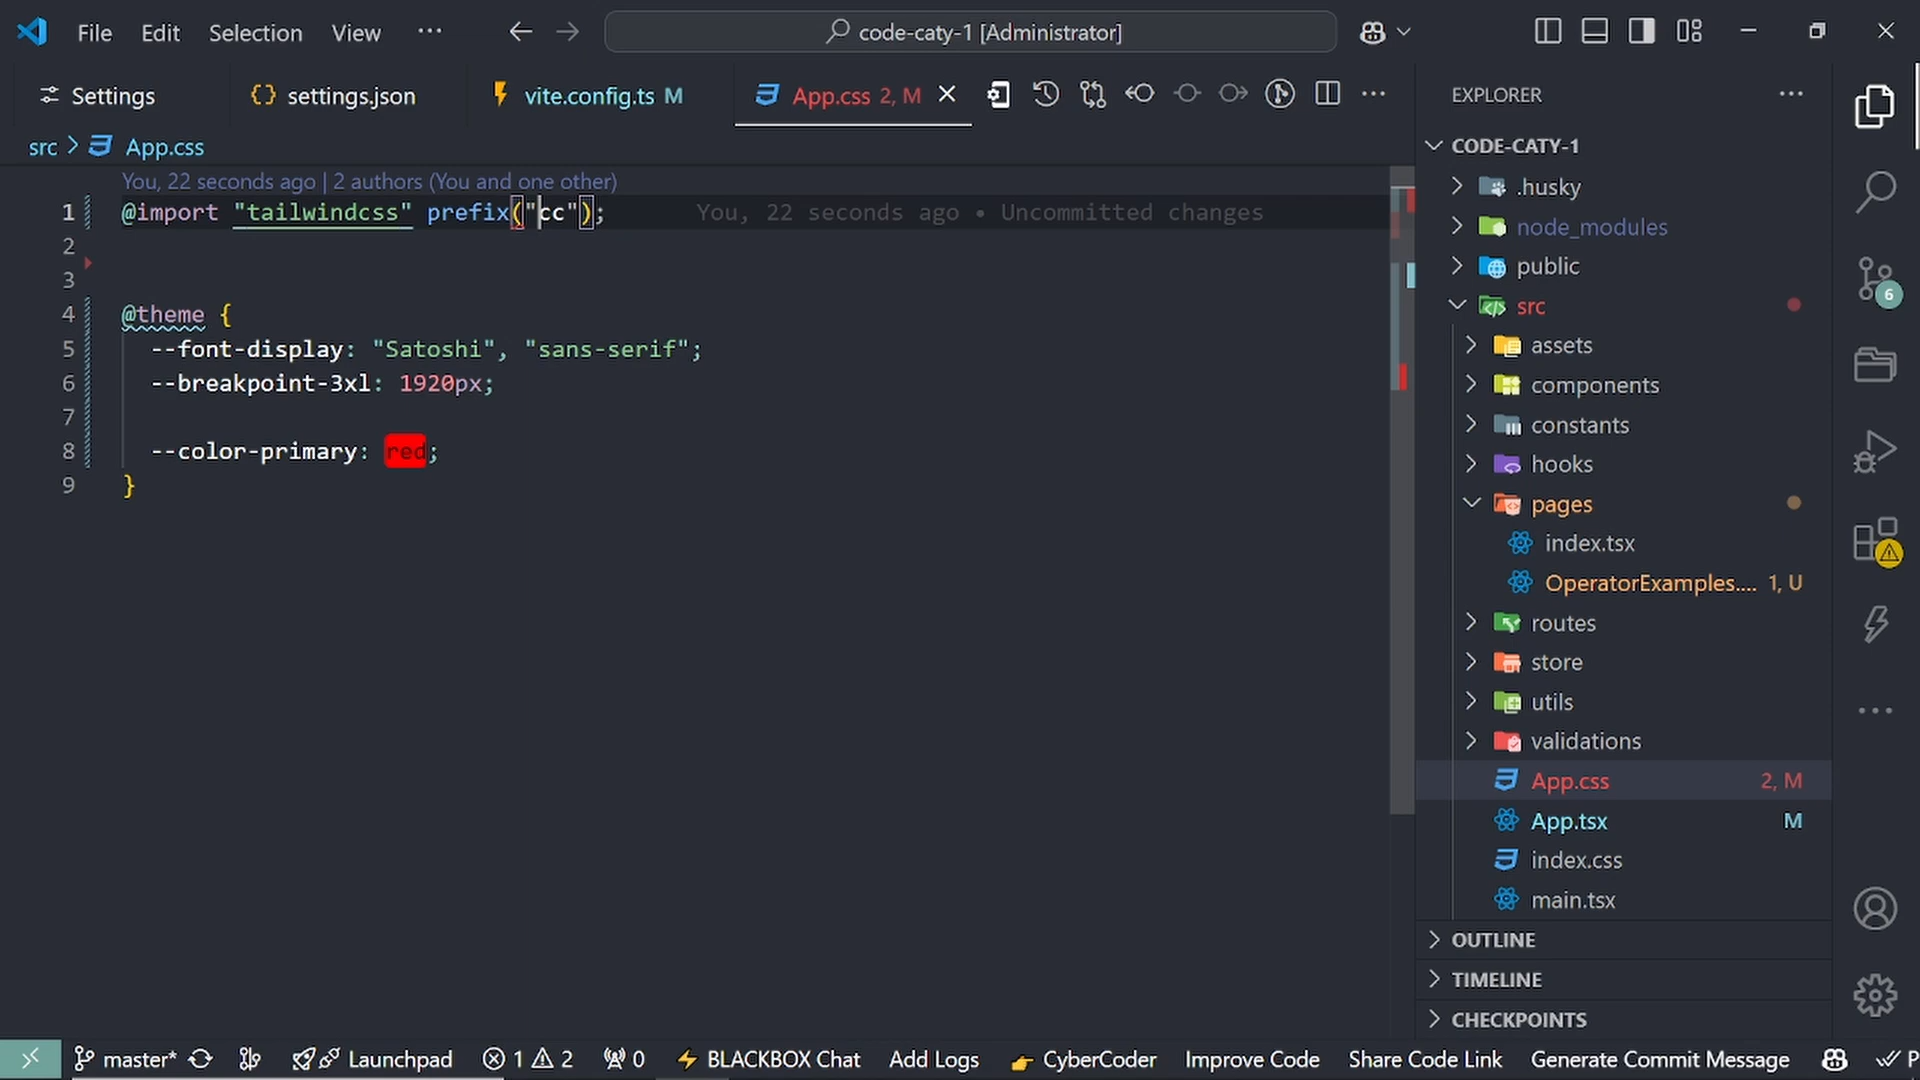 File Edit Selection View ··· code-caty-1 [Administrator]
Settings settings.json vite.config.ts M App.css 2, M
src > App.css
You, 22 seconds ago | 2 authors (You and one other)
1 @import "tailwindcss" prefix("cc"); You, 22 seconds ago • Uncommitted changes
2
3
4 @theme {
5 --font-display: "Satoshi", "sans-serif";
6 --breakpoint-3xl: 1920px;
7
8 --color-primary: red;
9 }
EXPLORER
CODE-CATY-1
.husky
node_modules
public
src
assets
components
constants
hooks
pages
index.tsx
OperatorExamples.... 1, U
routes
store
utils
validations
App.css 2, M
App.tsx M
index.css
main.tsx
OUTLINE
TIMELINE
CHECKPOINTS
6
master* Launchpad 1 2 0 BLACKBOX Chat Add Logs CyberCoder Improve Code Share Code Link Generate Commit Message P